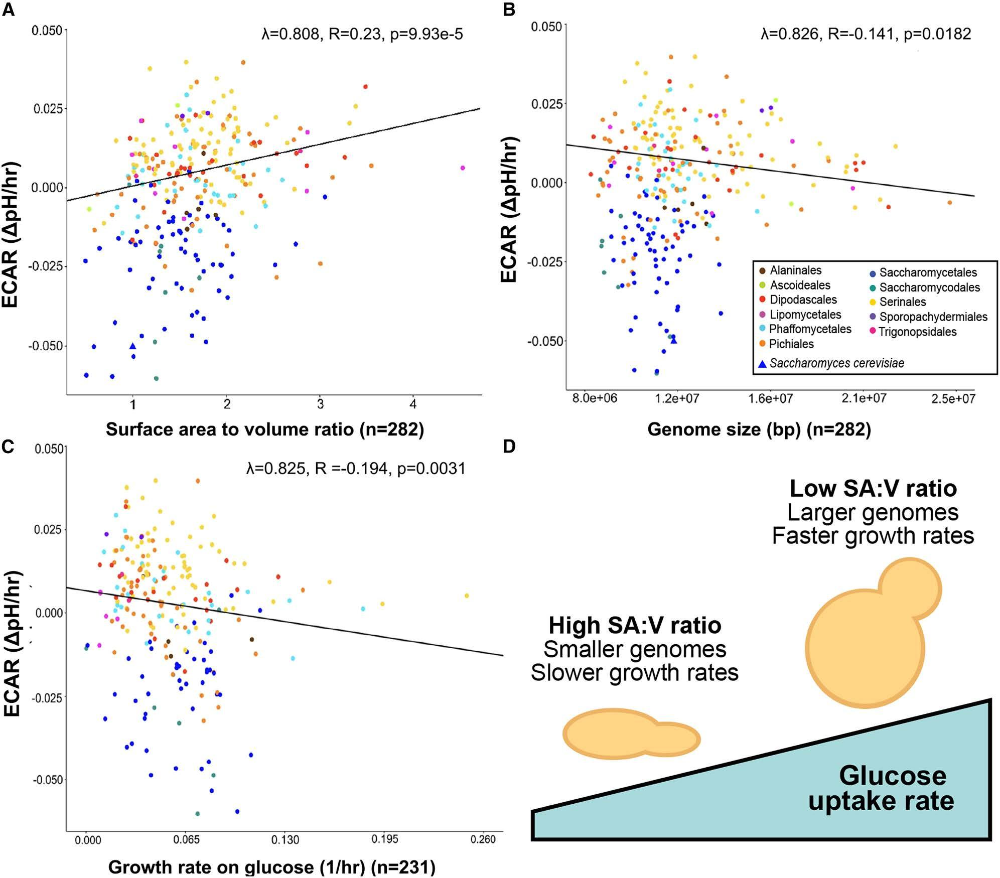 A
λ=0.808, R=0.23, p=9.93e-5
ECAR (ΔpH/hr)
0.050
0.025
0.000
-0.025
-0.050
1 2 3 4
Surface area to volume ratio (n=282)
B
λ=0.826, R=-0.141, p=0.0182
ECAR (ΔpH/hr)
0.050
0.025
0.000
-0.025
-0.050
Alaninales
Ascoideales
Dipodascales
Lipomycetales
Phaffomycetales
Pichiales
Saccharomycetales
Saccharomycodales
Serinales
Sporopachydermiales
Trigonopsidales
Saccharomyces cerevisiae
8.0e+06 1.2e+07 1.6e+07 2.1e+07 2.5e+07
Genome size (bp) (n=282)
C
λ=0.825, R =-0.194, p=0.0031
ECAR (ΔpH/hr)
0.050
0.025
0.000
-0.025
-0.050
0.000 0.065 0.130 0.195 0.260
Growth rate on glucose (1/hr) (n=231)
D
Low SA:V ratio
Larger genomes
Faster growth rates
High SA:V ratio
Smaller genomes
Slower growth rates
Glucose
uptake rate